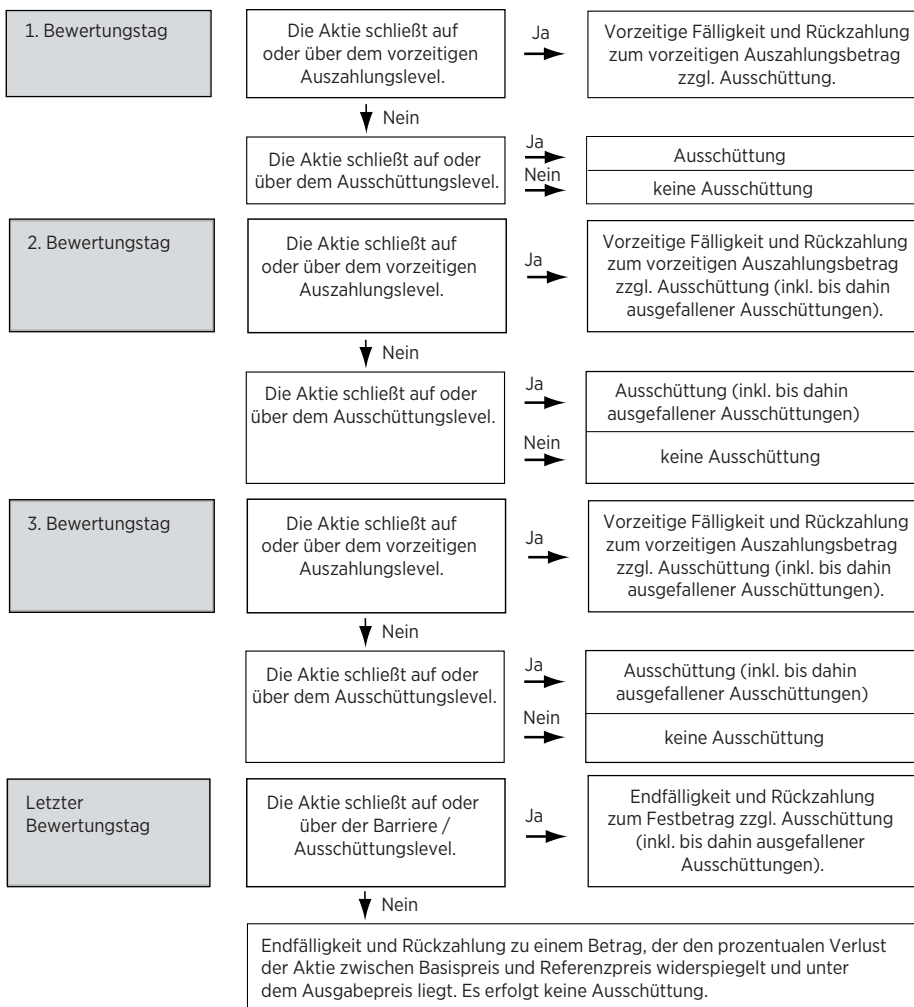 1. Bewertungstag
Die Aktie schließt auf
oder über dem vorzeitigen
Auszahlungslevel.
Ja
Vorzeitige Fälligkeit und Rückzahlung
zum vorzeitigen Auszahlungsbetrag
zzgl. Ausschüttung.
Nein
Die Aktie schließt auf oder
über dem Ausschüttungslevel.
Ja
Ausschüttung
Nein
keine Ausschüttung
2. Bewertungstag
Die Aktie schließt auf
oder über dem vorzeitigen
Auszahlungslevel.
Ja
Vorzeitige Fälligkeit und Rückzahlung
zum vorzeitigen Auszahlungsbetrag
zzgl. Ausschüttung (inkl. bis dahin
ausgefallener Ausschüttungen).
Nein
Die Aktie schließt auf oder
über dem Ausschüttungslevel.
Ja
Ausschüttung (inkl. bis dahin
ausgefallener Ausschüttungen)
Nein
keine Ausschüttung
3. Bewertungstag
Die Aktie schließt auf
oder über dem vorzeitigen
Auszahlungslevel.
Ja
Vorzeitige Fälligkeit und Rückzahlung
zum vorzeitigen Auszahlungsbetrag
zzgl. Ausschüttung (inkl. bis dahin
ausgefallener Ausschüttungen).
Nein
Die Aktie schließt auf oder
über dem Ausschüttungslevel.
Ja
Ausschüttung (inkl. bis dahin
ausgefallener Ausschüttungen)
Nein
keine Ausschüttung
Letzter
Bewertungstag
Die Aktie schließt auf oder
über der Barriere /
Ausschüttungslevel.
Ja
Endfälligkeit und Rückzahlung
zum Festbetrag zzgl. Ausschüttung
(inkl. bis dahin ausgefallener
Ausschüttungen).
Nein
Endfälligkeit und Rückzahlung zu einem Betrag, der den prozentualen Verlust
der Aktie zwischen Basispreis und Referenzpreis widerspiegelt und unter
dem Ausgabepreis liegt. Es erfolgt keine Ausschüttung.